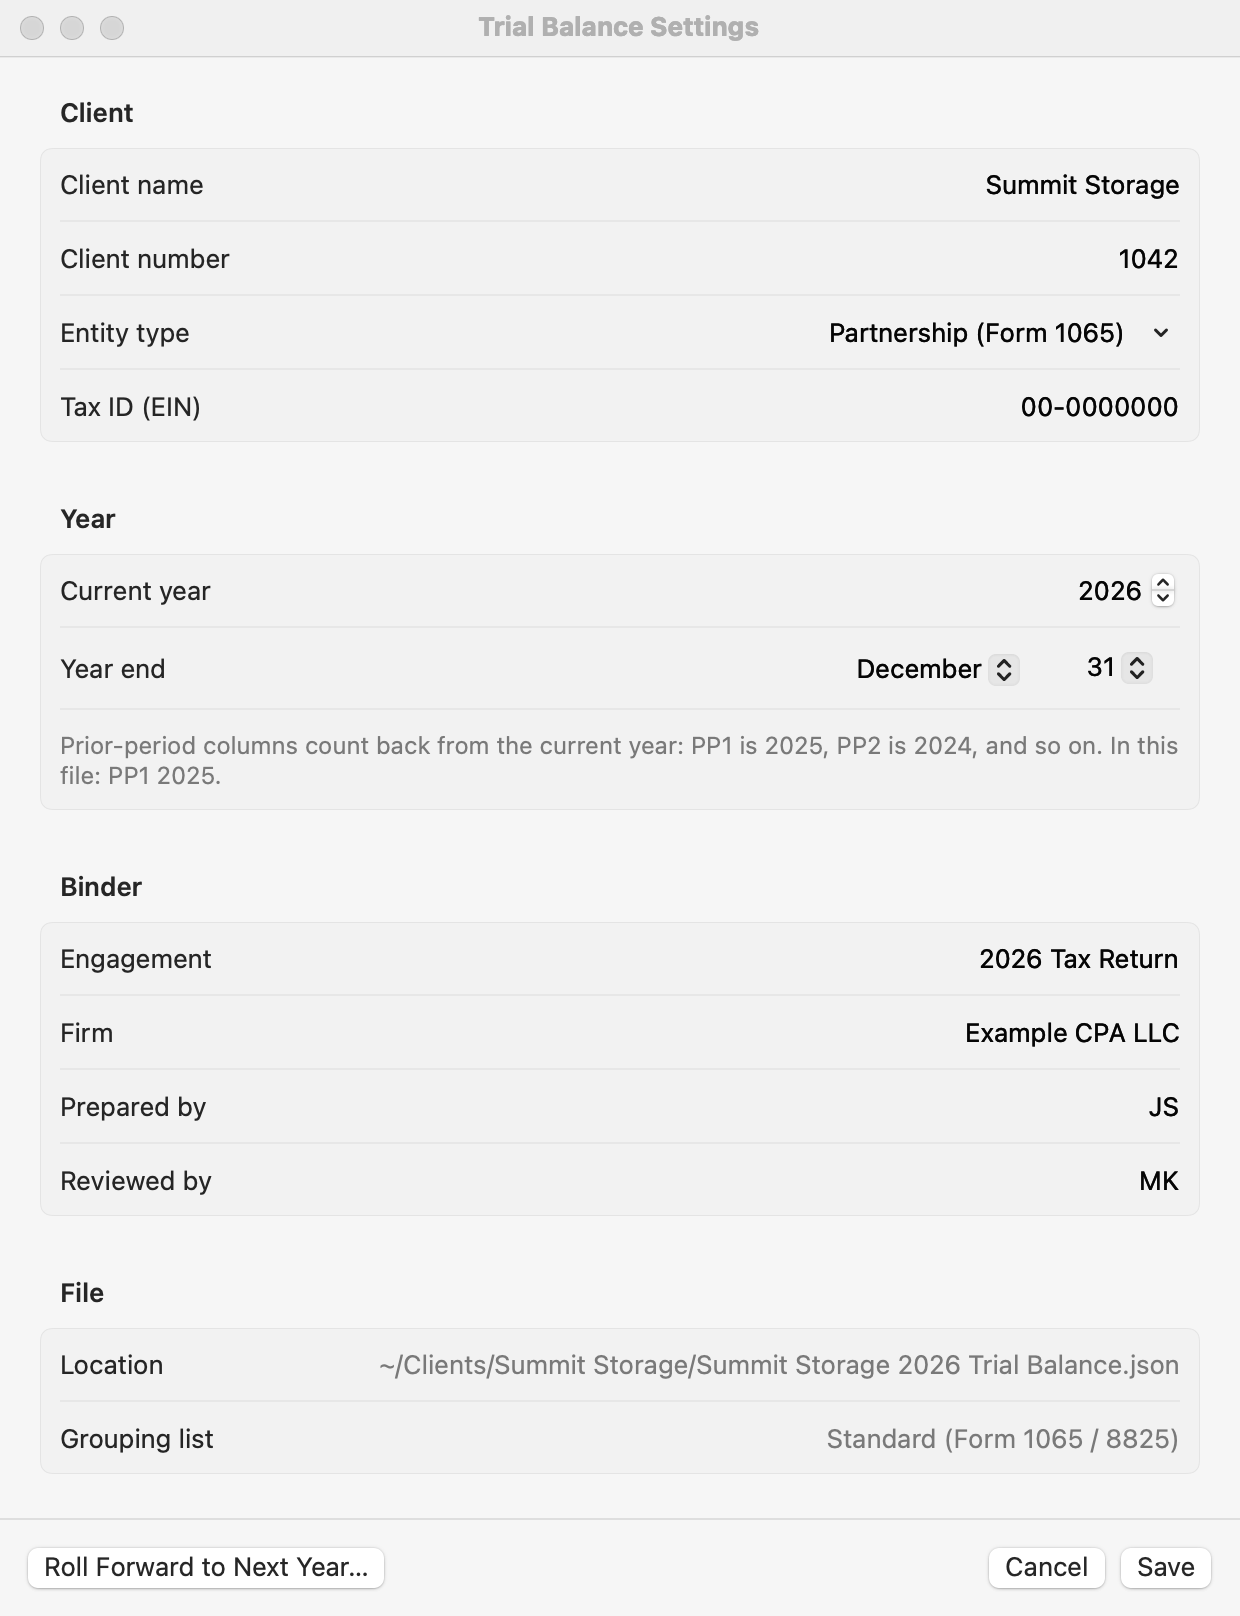 Trial Balance Settings
Client
Client name Summit Storage
Client number 1042
Entity type Partnership (Form 1065)
Tax ID (EIN) 00-0000000
Year
Current year 2026
Year end December 31
Prior-period columns count back from the current year: PP1 is 2025, PP2 is 2024, and so on. In this
file: PP1 2025.
Binder
Engagement 2026 Tax Return
Firm Example CPA LLC
Prepared by JS
Reviewed by MK
File
Location ~/Clients/Summit Storage/Summit Storage 2026 Trial Balance.json
Grouping list Standard (Form 1065 / 8825)
Roll Forward to Next Year... Cancel Save